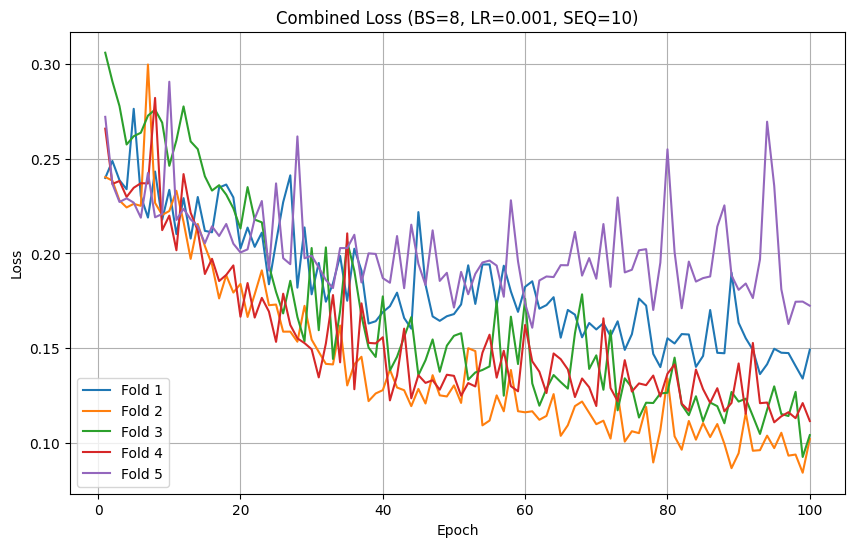 Combined Loss (BS=8, LR=0.001, SEQ=10)
0.30
0.25
0.20
0.15
0.10
Loss
Fold 1
Fold 2
Fold 3
Fold 4
Fold 5
0 20 40 60 80 100
Epoch